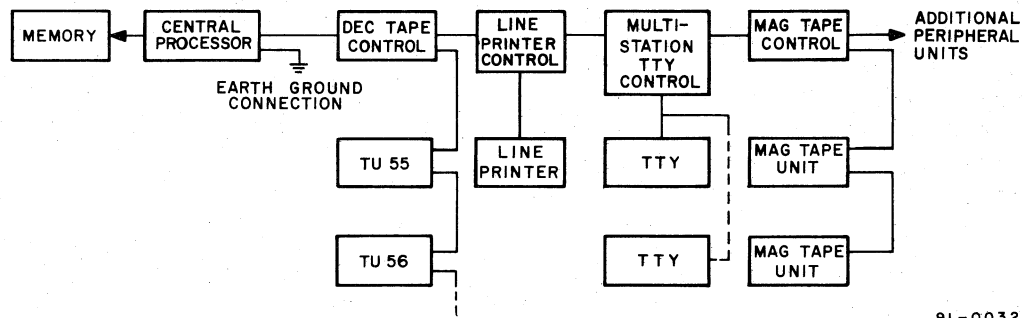 MEMORY
CENTRAL
PROCESSOR
EARTH GROUND
CONNECTION
DEC TAPE
CONTROL
LINE
PRINTER
CONTROL
MULTI-
STATION
TTY
CONTROL
MAG TAPE
CONTROL
ADDITIONAL
PERIPHERAL
UNITS
TU 55
LINE
PRINTER
TTY
MAG TAPE
UNIT
TU 56
TTY
MAG TAPE
UNIT